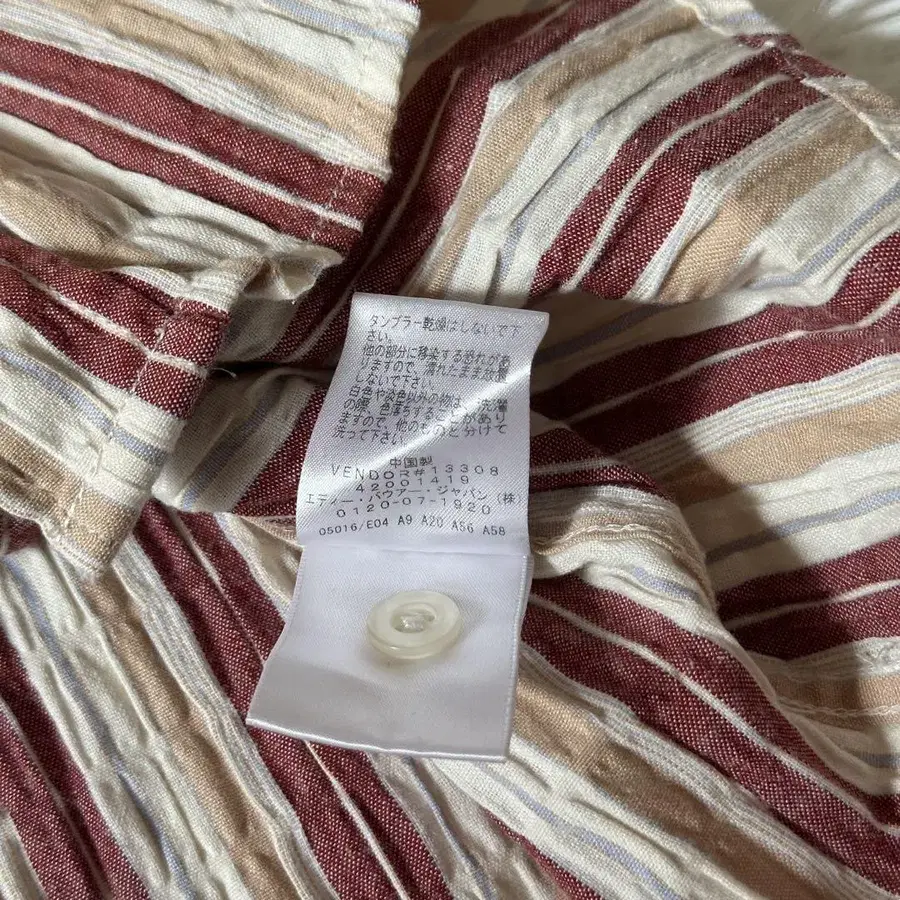 タンブラー乾燥はしないで下
さい。
他の部分に移染する恐れがあ
りますので、濡れたまま放置
しないで下さい。
白色や淡色以外の物は、洗濯
の際、色落ちすることがあり
ますので、他のものと分けて
洗って下さい。
中国製
VENDOR#13308
42001419
エディー・バウアー・ジャパン(株)
0120-07-1920
05016/E04 A9 A20 A56 A58